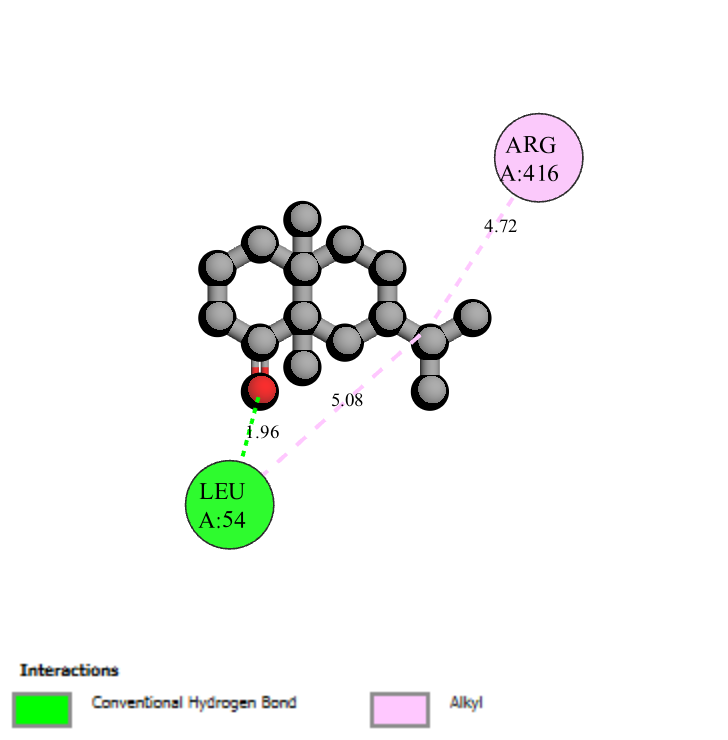 ARG
A:416
4.72
5.08
1.96
LEU
A:54
Interactions
Conventional Hydrogen Bond
Alkyl